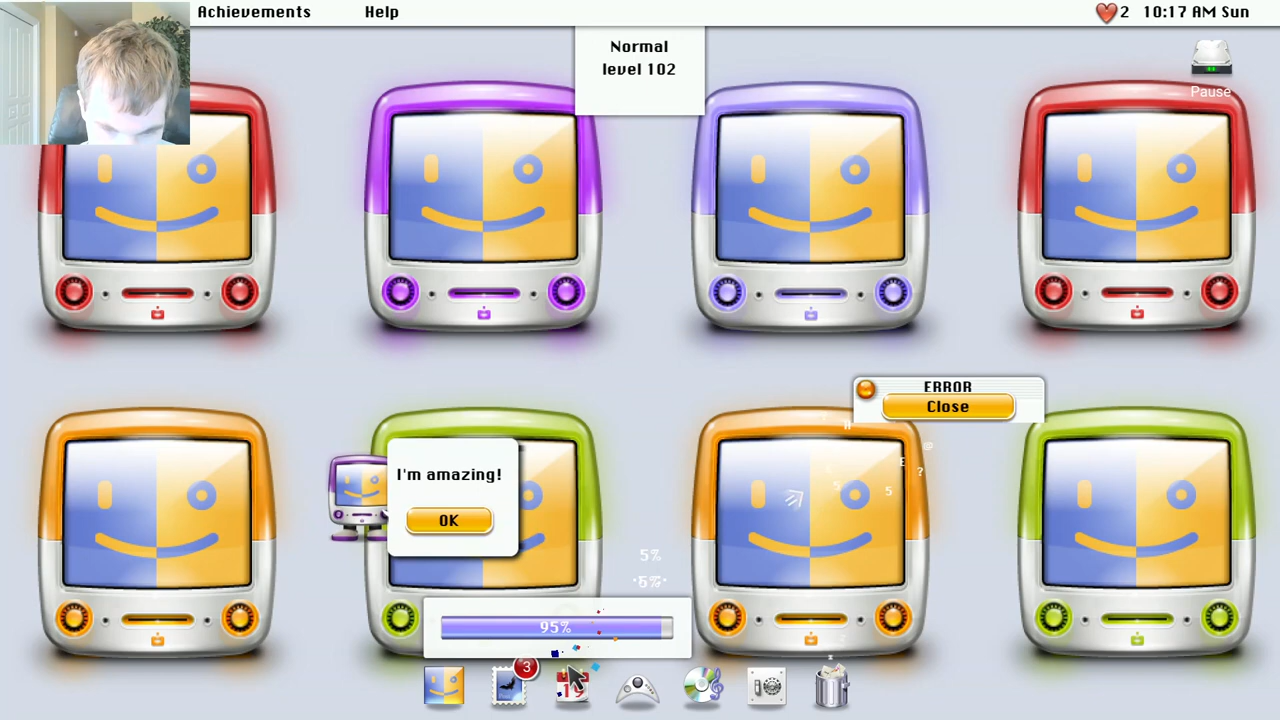 Achievements Help
2 10:17 AM Sun
Normal
level 102
Pause
ERROR
Close
I'm amazing!
OK
5%
95%
3